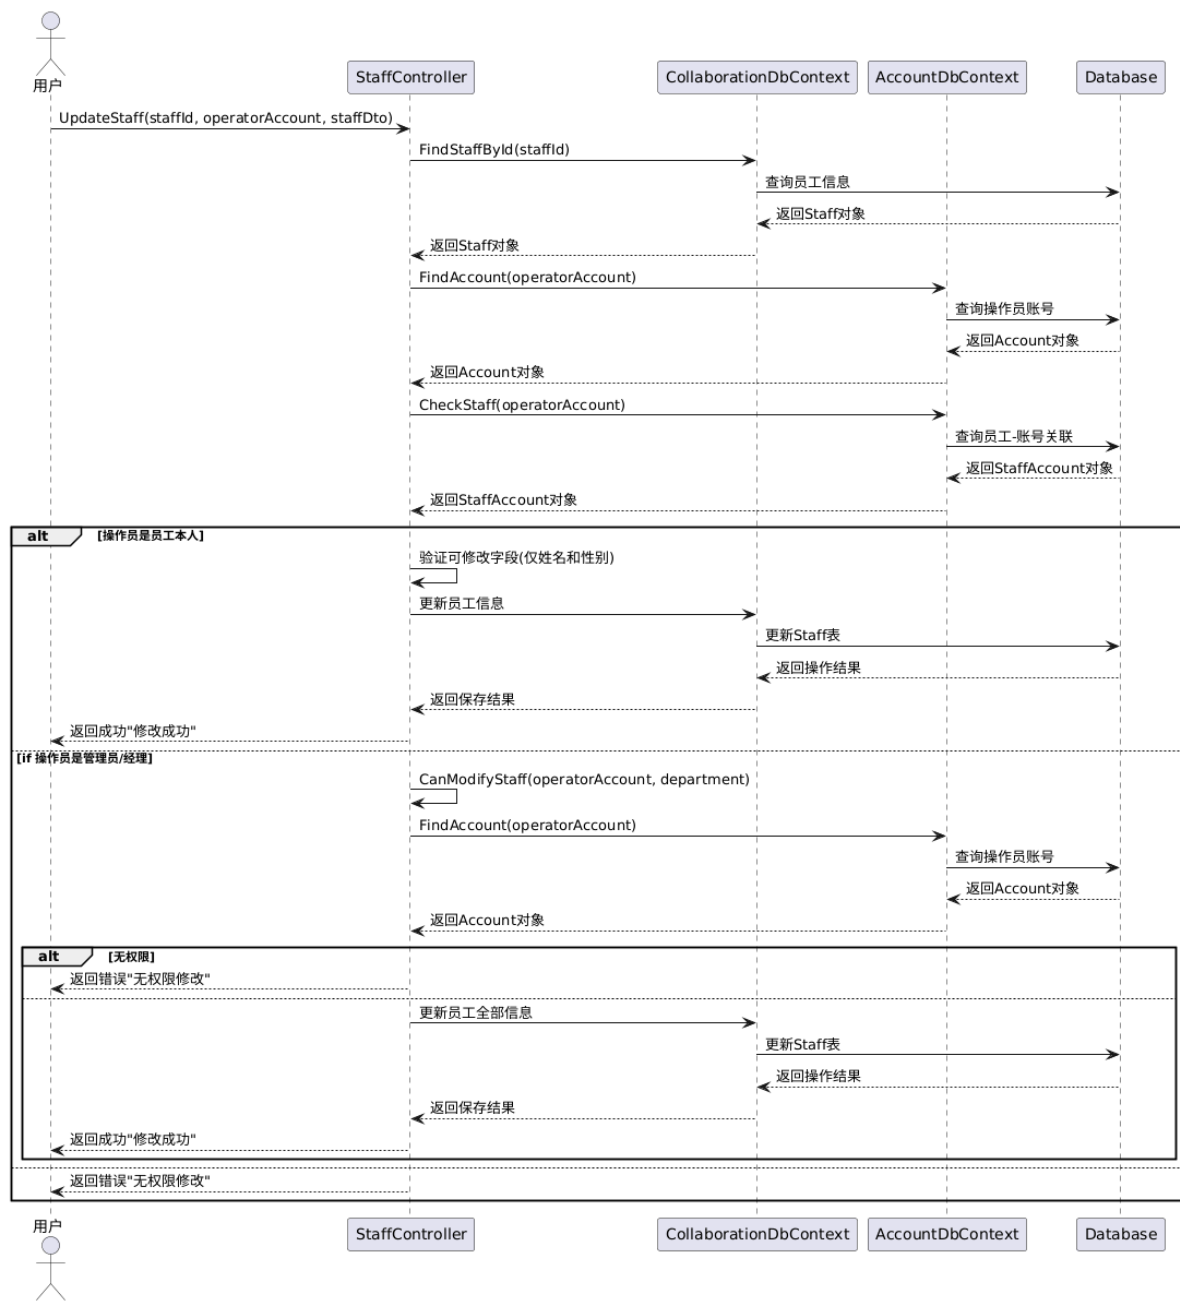 用户
StaffController
CollaborationDbContext
AccountDbContext
Database
UpdateStaff(staffId, operatorAccount, staffDto)
FindStaffById(staffId)
查询员工信息
返回Staff对象
返回Staff对象
FindAccount(operatorAccount)
查询操作员账号
返回Account对象
返回Account对象
CheckStaff(operatorAccount)
查询员工-账号关联
返回StaffAccount对象
返回StaffAccount对象
alt [操作员是员工本人]
验证可修改字段(仅姓名和性别)
更新员工信息
更新Staff表
返回操作结果
返回保存结果
返回成功"修改成功"
[if 操作员是管理员/经理]
CanModifyStaff(operatorAccount, department)
FindAccount(operatorAccount)
查询操作员账号
返回Account对象
返回Account对象
alt [无权限]
返回错误"无权限修改"
更新员工全部信息
更新Staff表
返回操作结果
返回保存结果
返回成功"修改成功"
返回错误"无权限修改"
用户
StaffController
CollaborationDbContext
AccountDbContext
Database